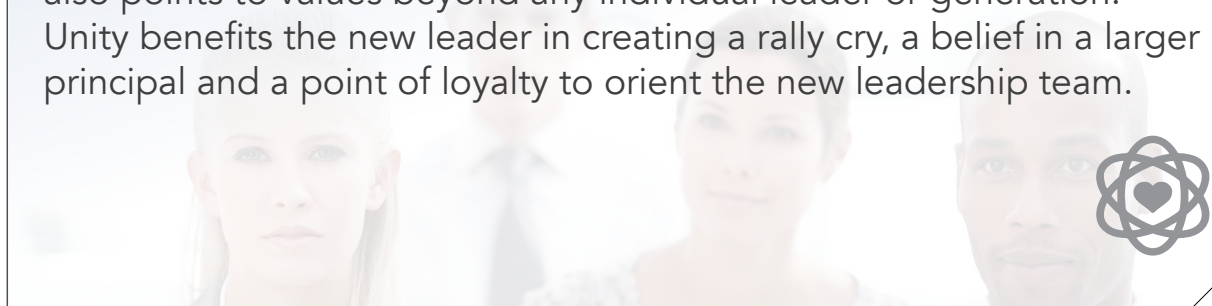 also points to values beyond any individual leader or generation.
Unity benefits the new leader in creating a rally cry, a belief in a larger
principal and a point of loyalty to orient the new leadership team.